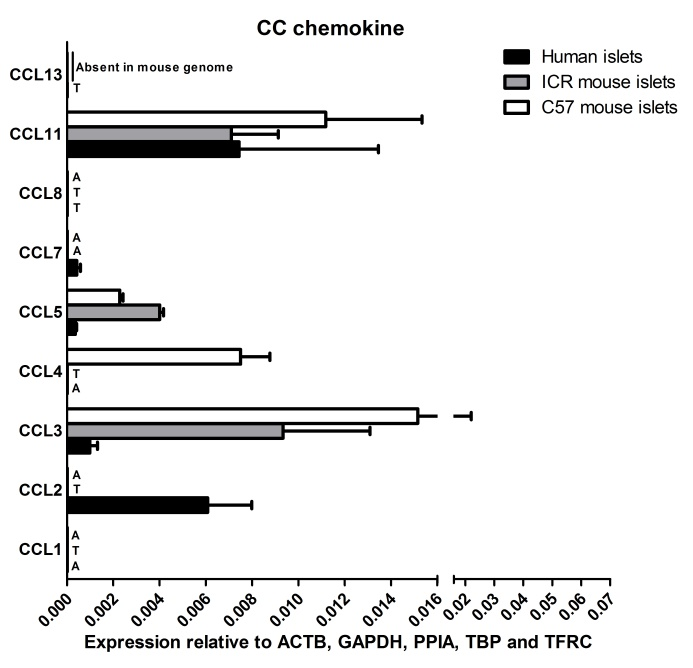 CC chemokine
Human islets
ICR mouse islets
C57 mouse islets
CCL13
Absent in mouse genome
T
CCL11
CCL8
A
T
T
CCL7
A
A
CCL5
CCL4
T
A
CCL3
CCL2
A
T
CCL1
A
T
A
0.000 0.002 0.004 0.006 0.008 0.010 0.012 0.014 0.016 0.02 0.03 0.04 0.05 0.06 0.07
Expression relative to ACTB, GAPDH, PPIA, TBP and TFRC